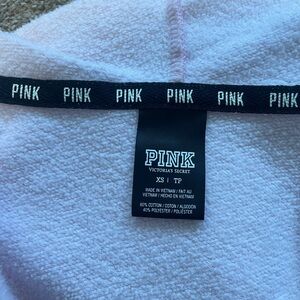 PINK PINK PINK PINK PINK PINK
PINK
VICTORIA'S SECRET
XS | TP
MADE IN VIETNAM / FAIT AU
VIETNAM / HECHO EN VIETNAM
60% COTTON / COTON / ALGODÓN
40% POLYESTER / POLIÉSTER